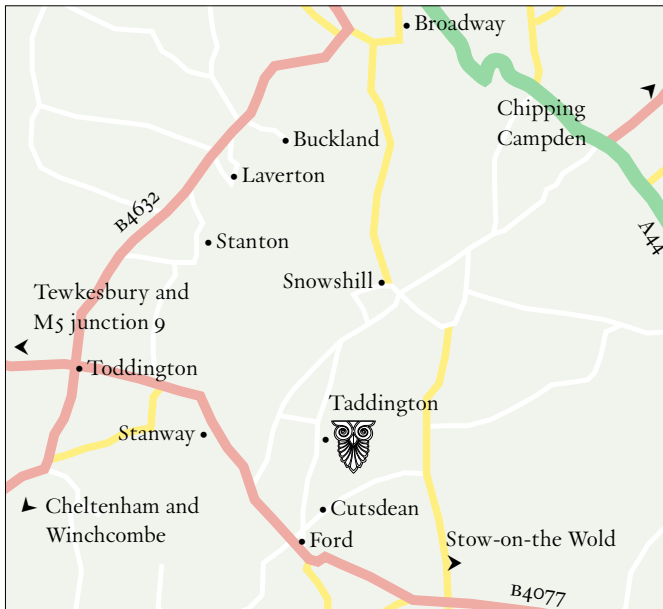 Broadway
Chipping
Campden
Buckland
Laverton
B4632
Stanton
A44
Snowshill
Tewkesbury and
M5 junction 9
Toddington
Taddington
Stanway
Cheltenham and
Winchcombe
Cutsdean
Ford
Stow-on-the Wold
B4077